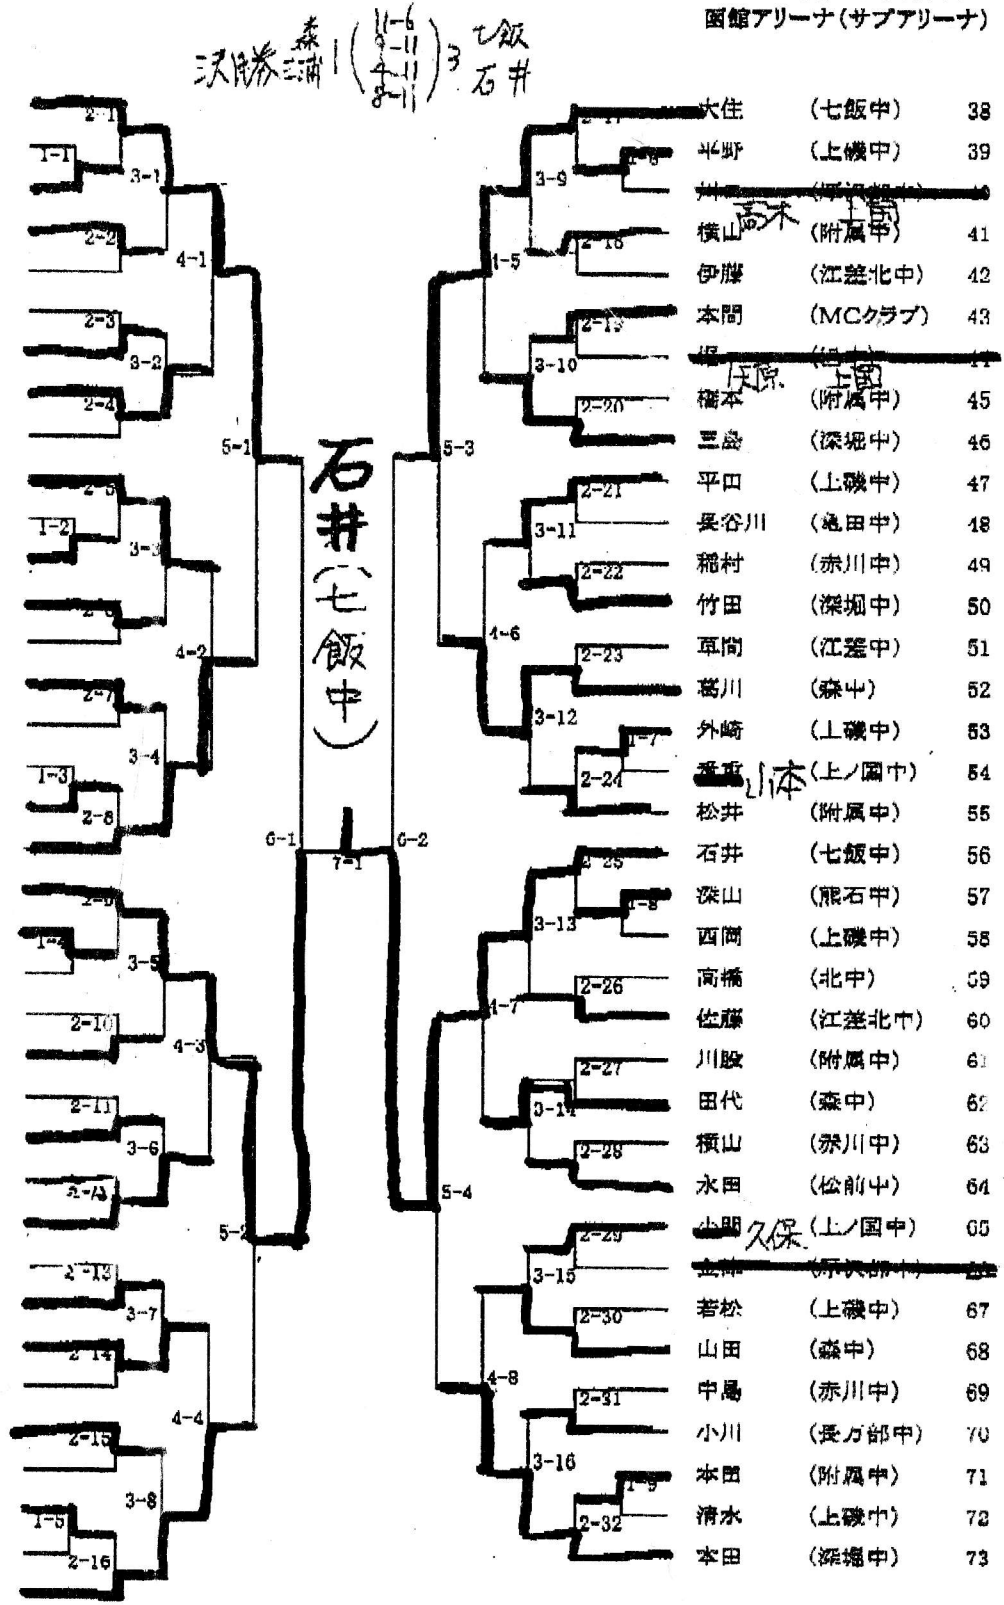 函館アリーナ(サブアリーナ)
森 11-6 七飯
決勝 三浦 1 ( 9-11 ) 3 石井
4-11
8-11
石井(七飯中)
大住 (七飯中) 38
平野 (上磯中) 39
高木 上国
横山 (附属中) 41
伊藤 (江差北中) 42
本間 (MCクラブ) 43
上国
橋本 (附属中) 45
三島 (深堀中) 46
平田 (上磯中) 47
長谷川 (亀田中) 48
稲村 (赤川中) 49
竹田 (深堀中) 50
草間 (江差中) 51
葛川 (森中) 52
外崎 (上磯中) 53
小本 (上ノ国中) 54
松井 (附属中) 55
石井 (七飯中) 56
深山 (熊石中) 57
西岡 (上磯中) 58
高橋 (北中) 59
佐藤 (江差北中) 60
川股 (附属中) 61
田代 (森中) 62
横山 (赤川中) 63
永田 (松前中) 64
久保 (上ノ国中) 65
若松 (上磯中) 67
山田 (森中) 68
中島 (赤川中) 69
小川 (長万部中) 70
本田 (附属中) 71
清水 (上磯中) 72
本田 (深堀中) 73
2-1
1-1
3-1
2-2
4-1
2-3
3-2
2-4
5-1
2-5
1-2
3-3
2-6
4-2
2-7
3-4
1-3
2-8
6-1
2-9
1-4
3-5
2-10
4-3
2-11
3-6
2-12
5-2
2-13
3-7
2-14
4-4
2-15
3-8
1-5
2-16
7-1
6-2
2-17
1-6
3-9
2-18
4-5
2-19
3-10
2-20
5-3
2-21
3-11
2-22
4-6
2-23
3-12
1-7
2-24
2-25
1-8
3-13
2-26
4-7
2-27
3-14
2-28
5-4
2-29
3-15
2-30
4-8
2-31
3-16
1-9
2-32